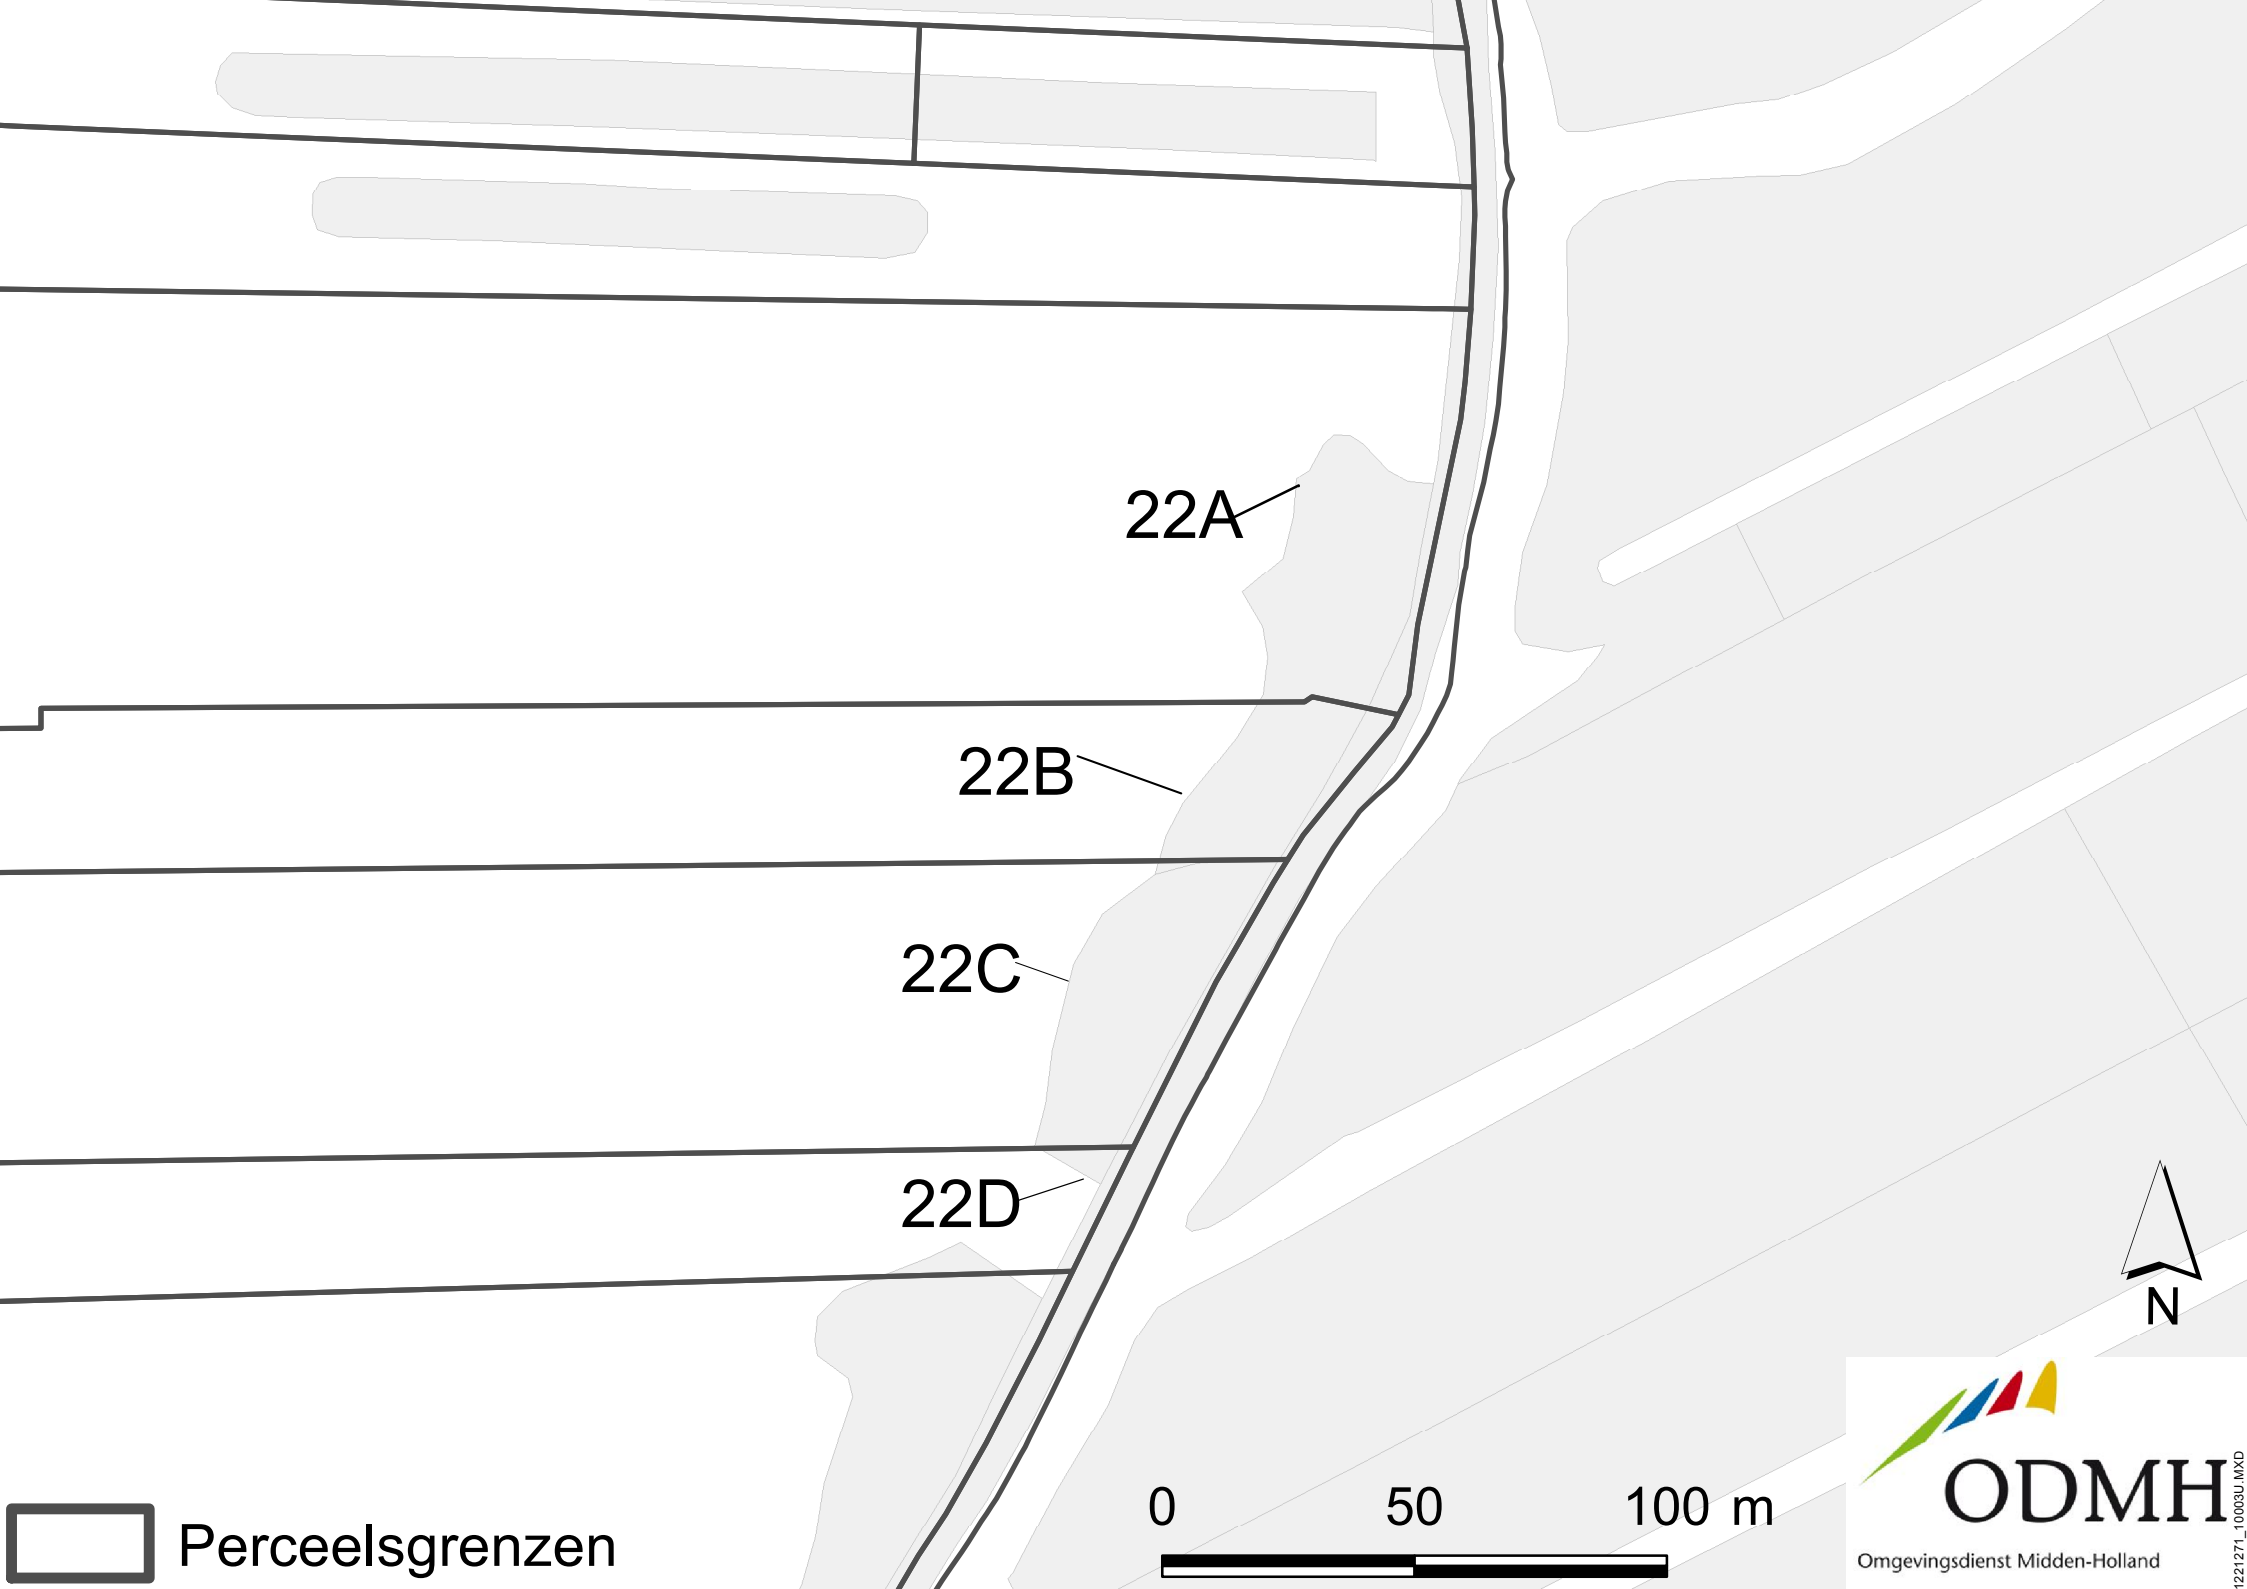 22A
22B
22C
22D
N
0 50 100 m
ODMH
Omgevingsdienst Midden-Holland
Perceelsgrenzen
1221271_10003U.MXD